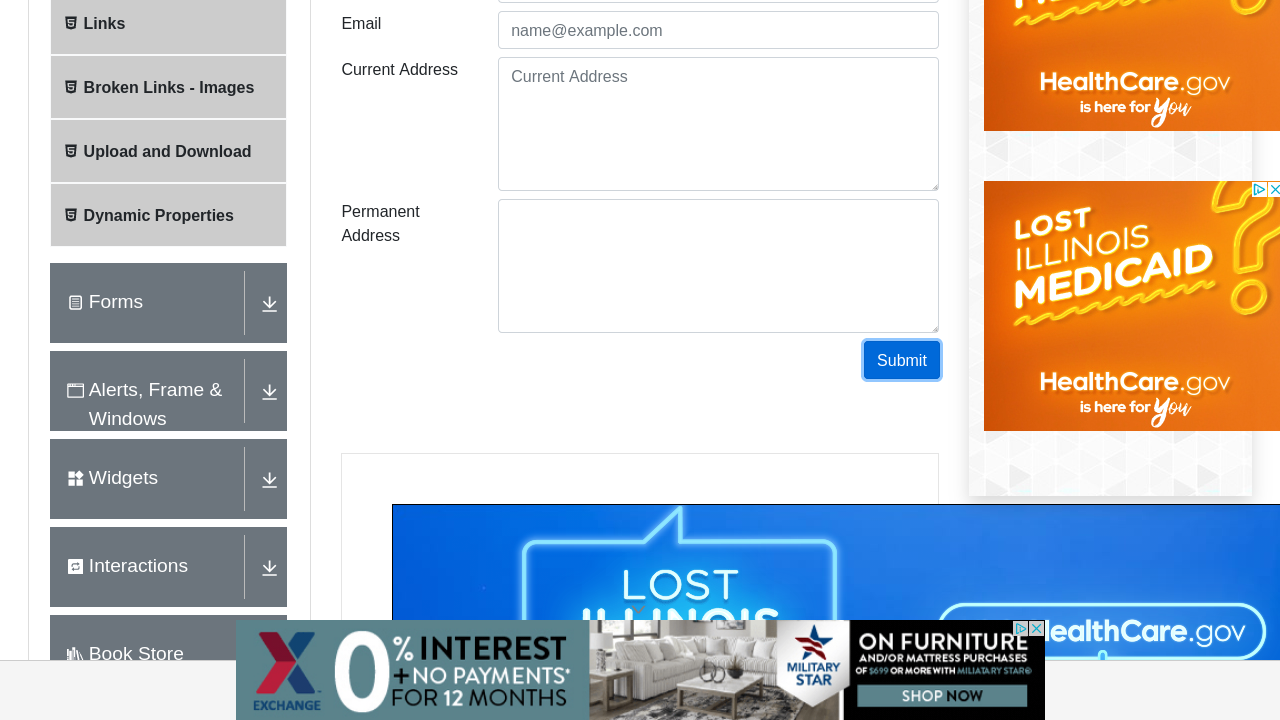 Links
Broken Links - Images
Upload and Download
Dynamic Properties
Forms
Alerts, Frame &
Windows
Widgets
Interactions
Book Store
Email
name@example.com
Current Address
Current Address
Permanent
Address
Submit
HealthCare.gov
is here for you
LOST
ILLINOIS
MEDICAID
?
HealthCare.gov
is here for you
LOST
ILLINOIS
HealthCare.gov
X
EXCHANGE
0% INTEREST
+NO PAYMENTS*
FOR 12 MONTHS
MILITARY
STAR
ON FURNITURE
AND/OR MATTRESS PURCHASES
OF $699 OR MORE WITH MILIATARY STAR®
SHOP NOW